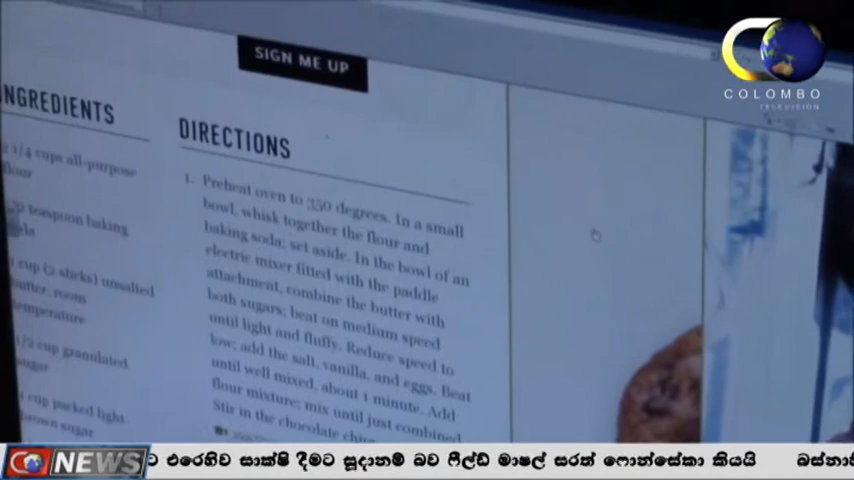 SIGN ME UP
COLOMBO
TELEVISION
INGREDIENTS
1/4 cups all-purpose
flour
teaspoon baking
1 cup (2 sticks) unsalted
butter, room
temperature
1/2 cup granulated
sugar
1 cup packed light
brown sugar
DIRECTIONS
1. Preheat oven to 350 degrees. In a small
bowl, whisk together the flour and
baking soda; set aside. In the bowl of an
electric mixer fitted with the paddle
attachment, combine the butter with
both sugars; beat on medium speed
until light and fluffy. Reduce speed to
low; add the salt, vanilla, and eggs. Beat
until well mixed, about 1 minute. Add
flour mixture; mix until just combined.
Stir in the chocolate
NEWS
එරෙහිව සාක්ෂි දීමට සූදානම් බව ෆීල්ඩ් මාෂල් සරත් ෆොන්සේකා කියයි